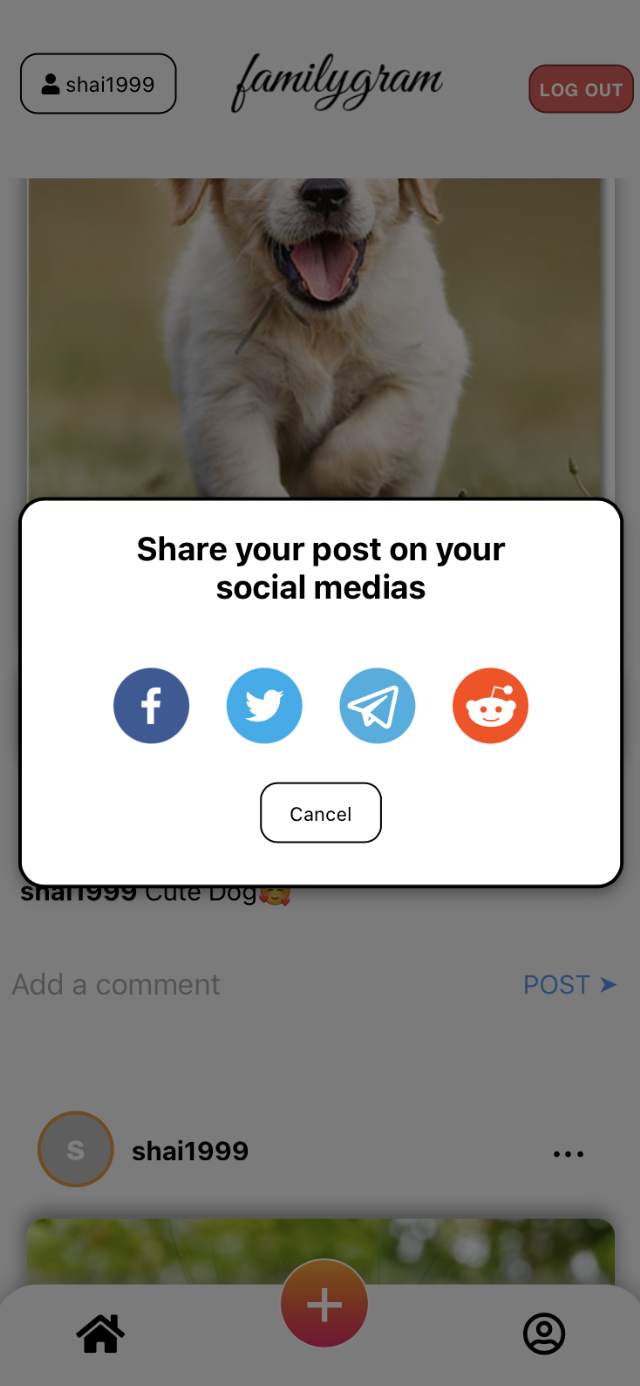 shai1999
familygram
LOG OUT
Share your post on your
social medias
Cancel
shai1999 Cute Dog🥰
Add a comment
POST ➤
S
shai1999